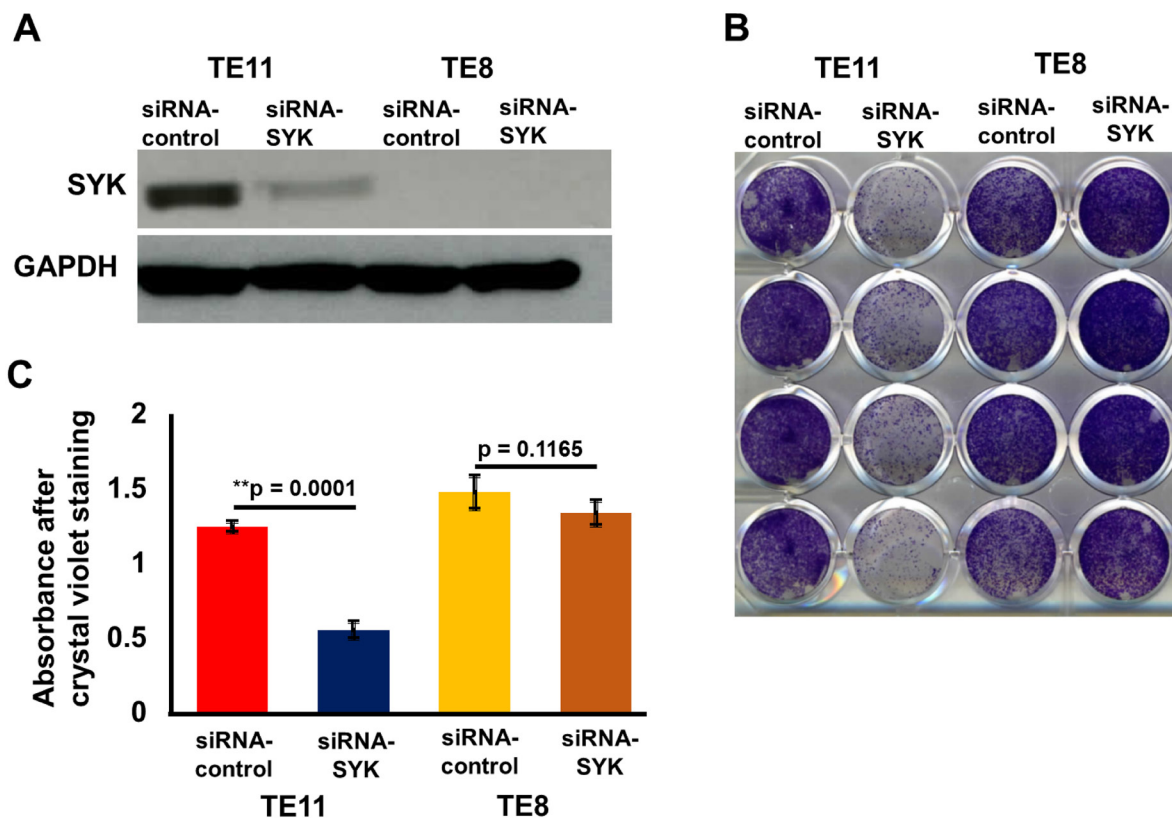 A
TE11 TE8
siRNA-control siRNA-SYK siRNA-control siRNA-SYK
SYK
GAPDH
B
TE11 TE8
siRNA-control siRNA-SYK siRNA-control siRNA-SYK
C
Absorbance after
crystal violet staining
2
1.5
1
0.5
0
**p = 0.0001
p = 0.1165
siRNA-control siRNA-SYK siRNA-control siRNA-SYK
TE11 TE8